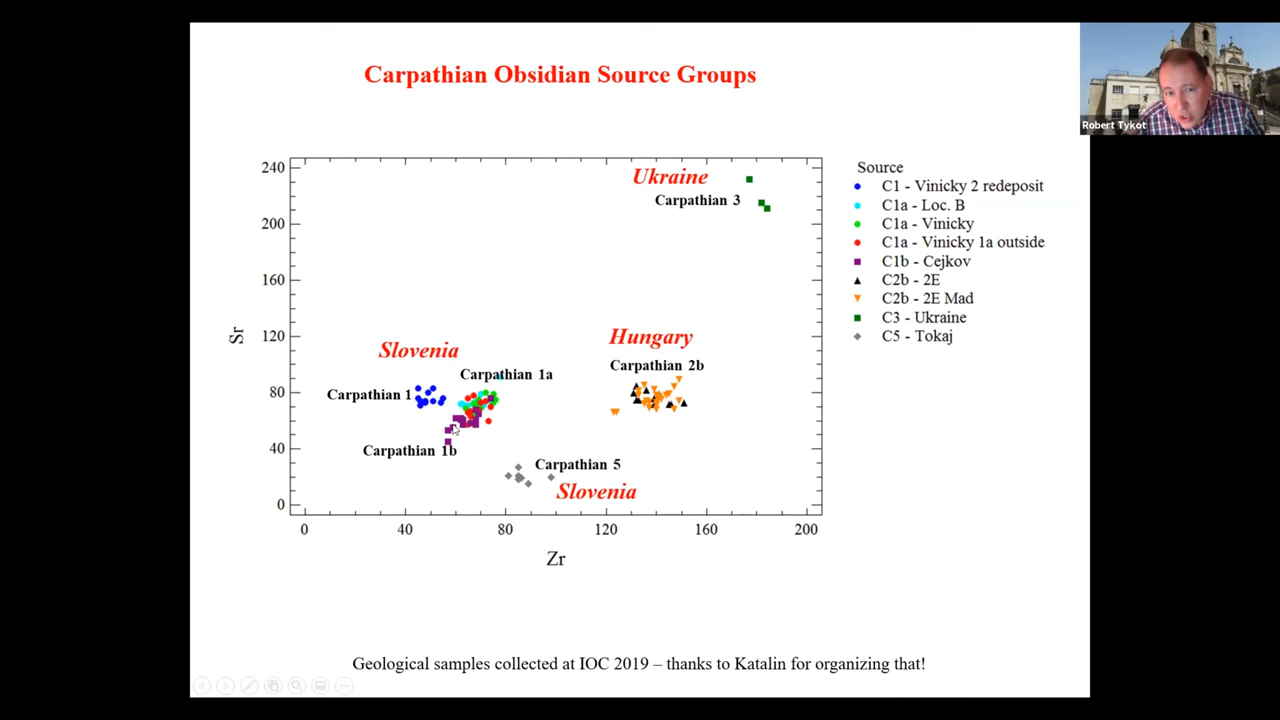 Carpathian Obsidian Source Groups
Robert Tykot
240
200
160
120
80
40
0
Sr
0 40 80 120 160 200
Zr
Ukraine
Carpathian 3
Slovenia
Carpathian 1a
Carpathian 1
Carpathian 1b
Hungary
Carpathian 2b
Carpathian 5
Slovenia
Source
C1 - Vinicky 2 redeposit
C1a - Loc. B
C1a - Vinicky
C1a - Vinicky 1a outside
C1b - Cejkov
C2b - 2E
C2b - 2E Mad
C3 - Ukraine
C5 - Tokaj
Geological samples collected at IOC 2019 – thanks to Katalin for organizing that!